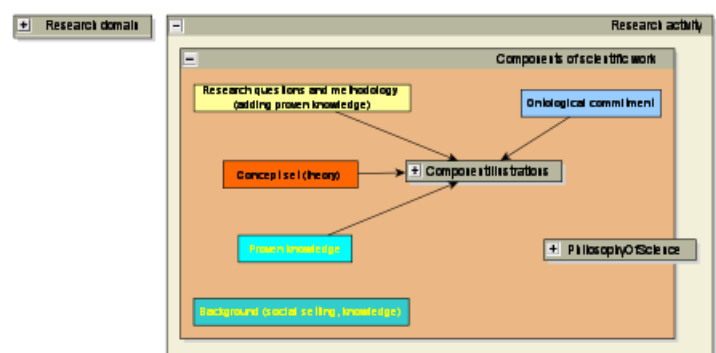 Research domain
Research activity
Components of scientific work
Research questions and methodology
(adding proven knowledge)
Ontological commitment
Concept set (theory)
Component illustrations
Proven knowledge
PhilosophyOfScience
Background (social setting, knowledge)